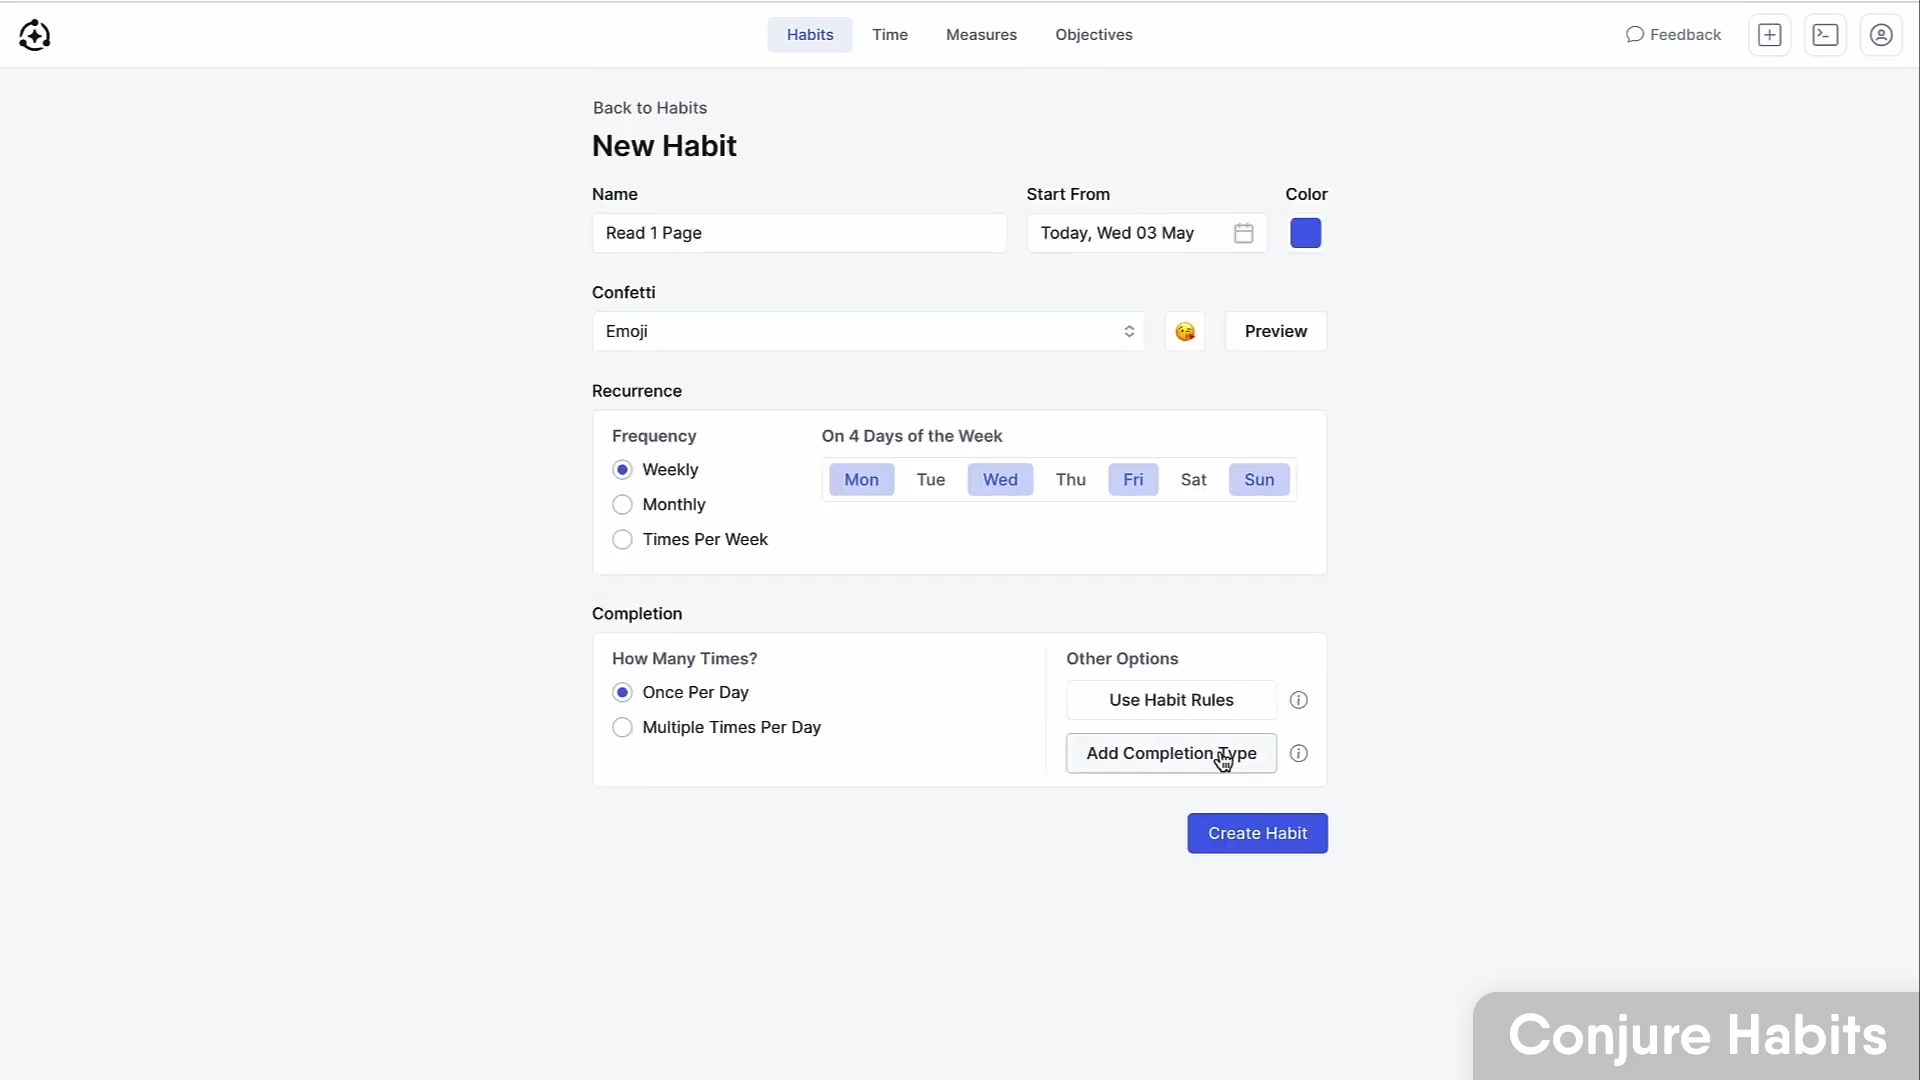 Habits Time Measures Objectives Feedback
Back to Habits
New Habit
Name Start From Color
Read 1 Page Today, Wed 03 May
Confetti
Emoji Preview
Recurrence
Frequency On 4 Days of the Week
Weekly Mon Tue Wed Thu Fri Sat Sun
Monthly
Times Per Week
Completion
How Many Times? Other Options
Once Per Day Use Habit Rules
Multiple Times Per Day Add Completion Type
Create Habit
Conjure Habits